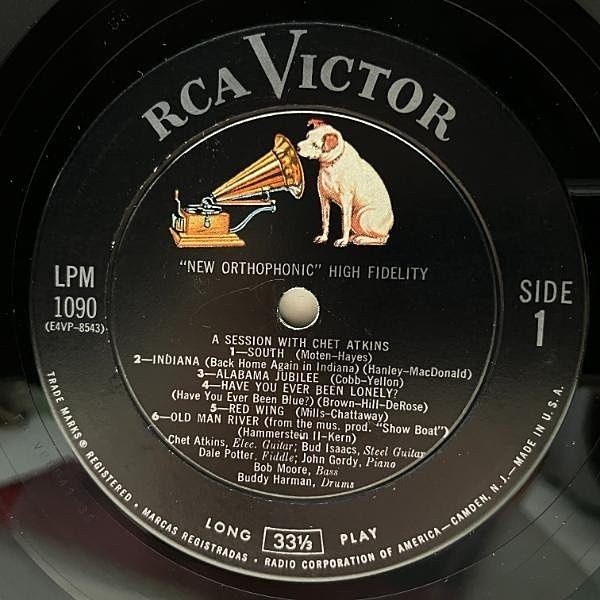 RCA VICTOR
"NEW ORTHOPHONIC" HIGH FIDELITY
LPM
1090
(E4VP-8543)
SIDE
1
A SESSION WITH CHET ATKINS
1—SOUTH (Moten-Hayes)
2—INDIANA (Back Home Again in Indiana) (Hanley-MacDonald)
3—ALABAMA JUBILEE (Cobb-Yellon)
4—HAVE YOU EVER BEEN LONELY?
(Have You Ever Been Blue?) (Brown-Hill-DeRose)
5—RED WING (Mills-Chattaway)
6—OLD MAN RIVER (from the mus. prod. "Show Boat")
(Hammerstein II-Kern)
Chet Atkins, Elec. Guitar; Bud Isaacs, Steel Guitar
Dale Potter, Fiddle; John Gordy, Piano
Bob Moore, Bass
Buddy Harman, Drums
LONG 33⅓ PLAY
TRADE MARKS ® REGISTERED • MARCAS REGISTRADAS • RADIO CORPORATION OF AMERICA—CAMDEN, N.J.—MADE IN U.S.A.